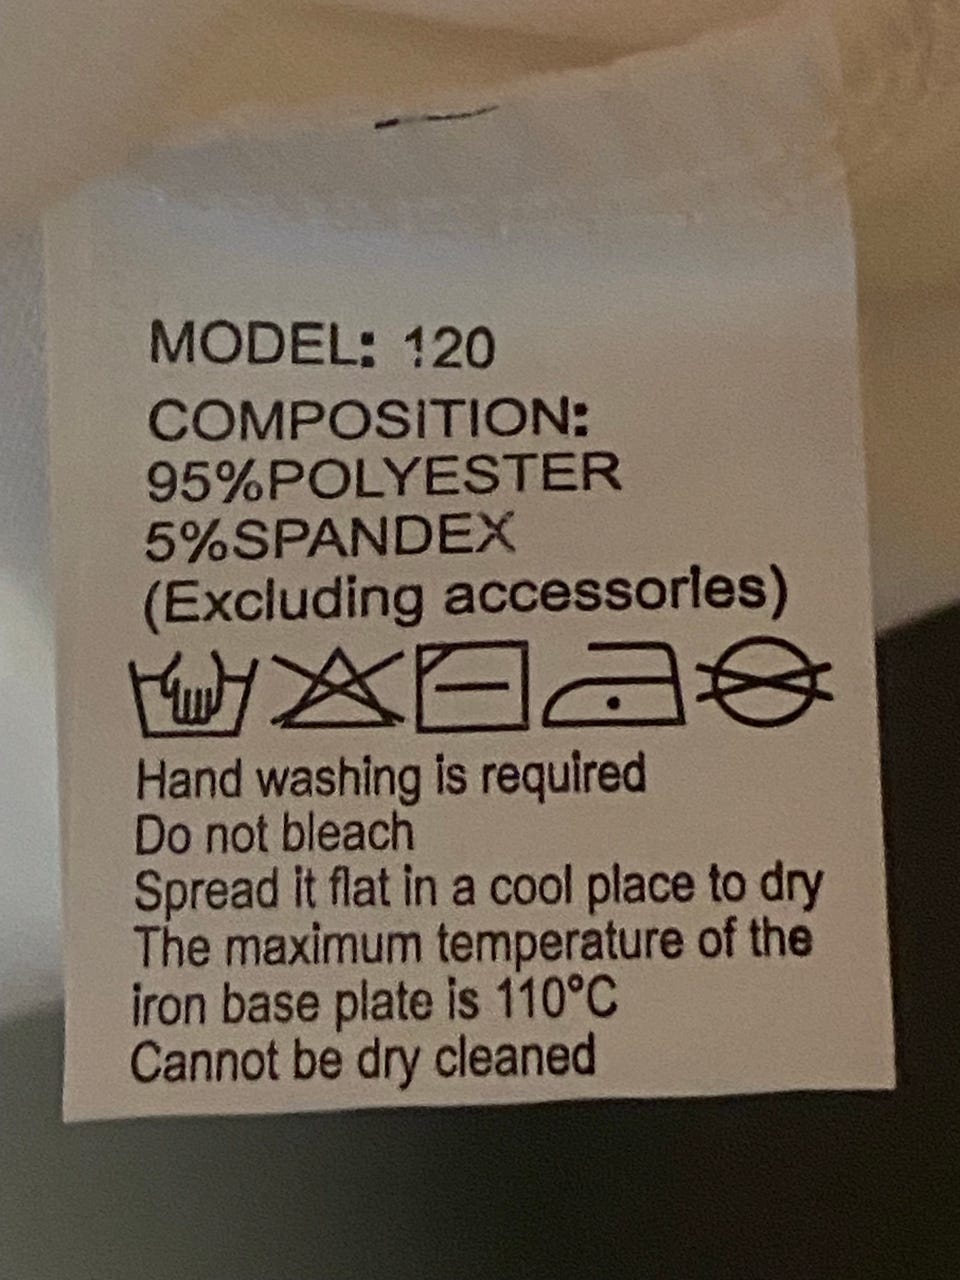 MODEL: 120
COMPOSITION:
95%POLYESTER
5%SPANDEX
(Excluding accessories)
Hand washing is required
Do not bleach
Spread it flat in a cool place to dry
The maximum temperature of the
iron base plate is 110°C
Cannot be dry cleaned